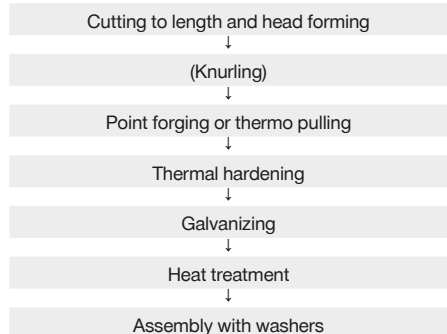 Cutting to length and head forming
↓
(Knurling)
↓
Point forging or thermo pulling
↓
Thermal hardening
↓
Galvanizing
↓
Heat treatment
↓
Assembly with washers